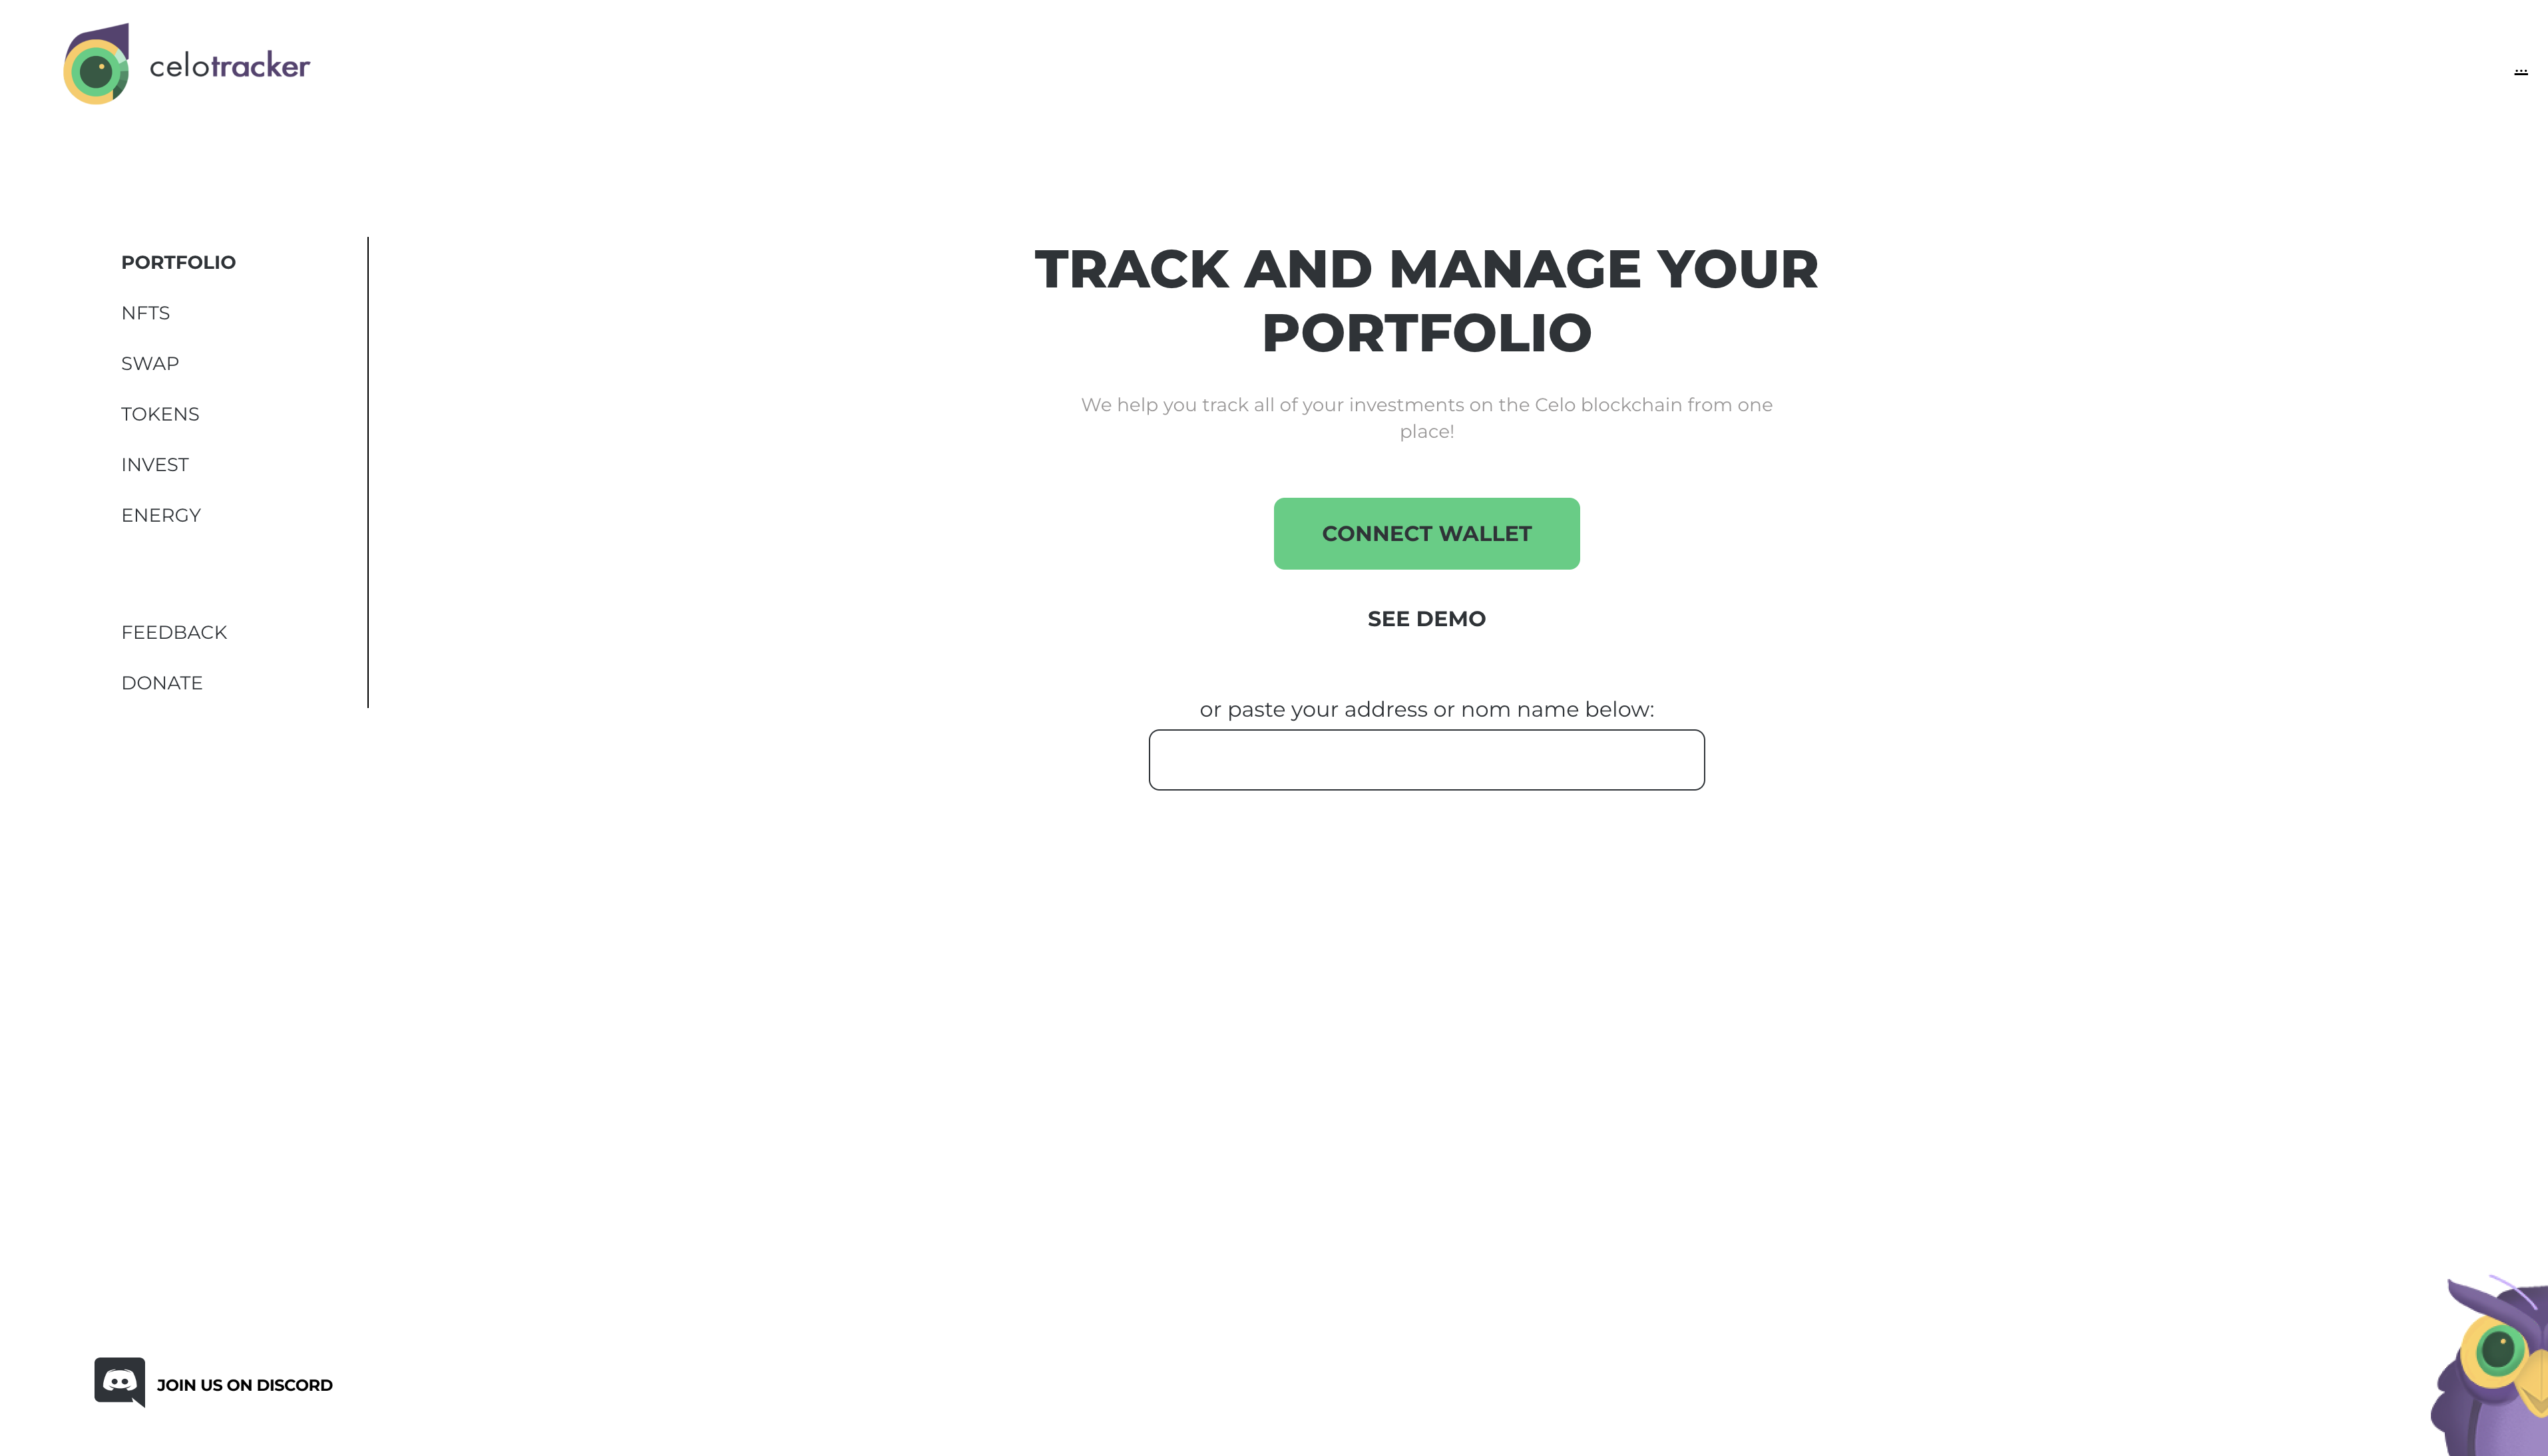 celotracker
...
PORTFOLIO
NFTS
SWAP
TOKENS
INVEST
ENERGY
FEEDBACK
DONATE
TRACK AND MANAGE YOUR
PORTFOLIO
We help you track all of your investments on the Celo blockchain from one
place!
CONNECT WALLET
SEE DEMO
or paste your address or nom name below:
JOIN US ON DISCORD